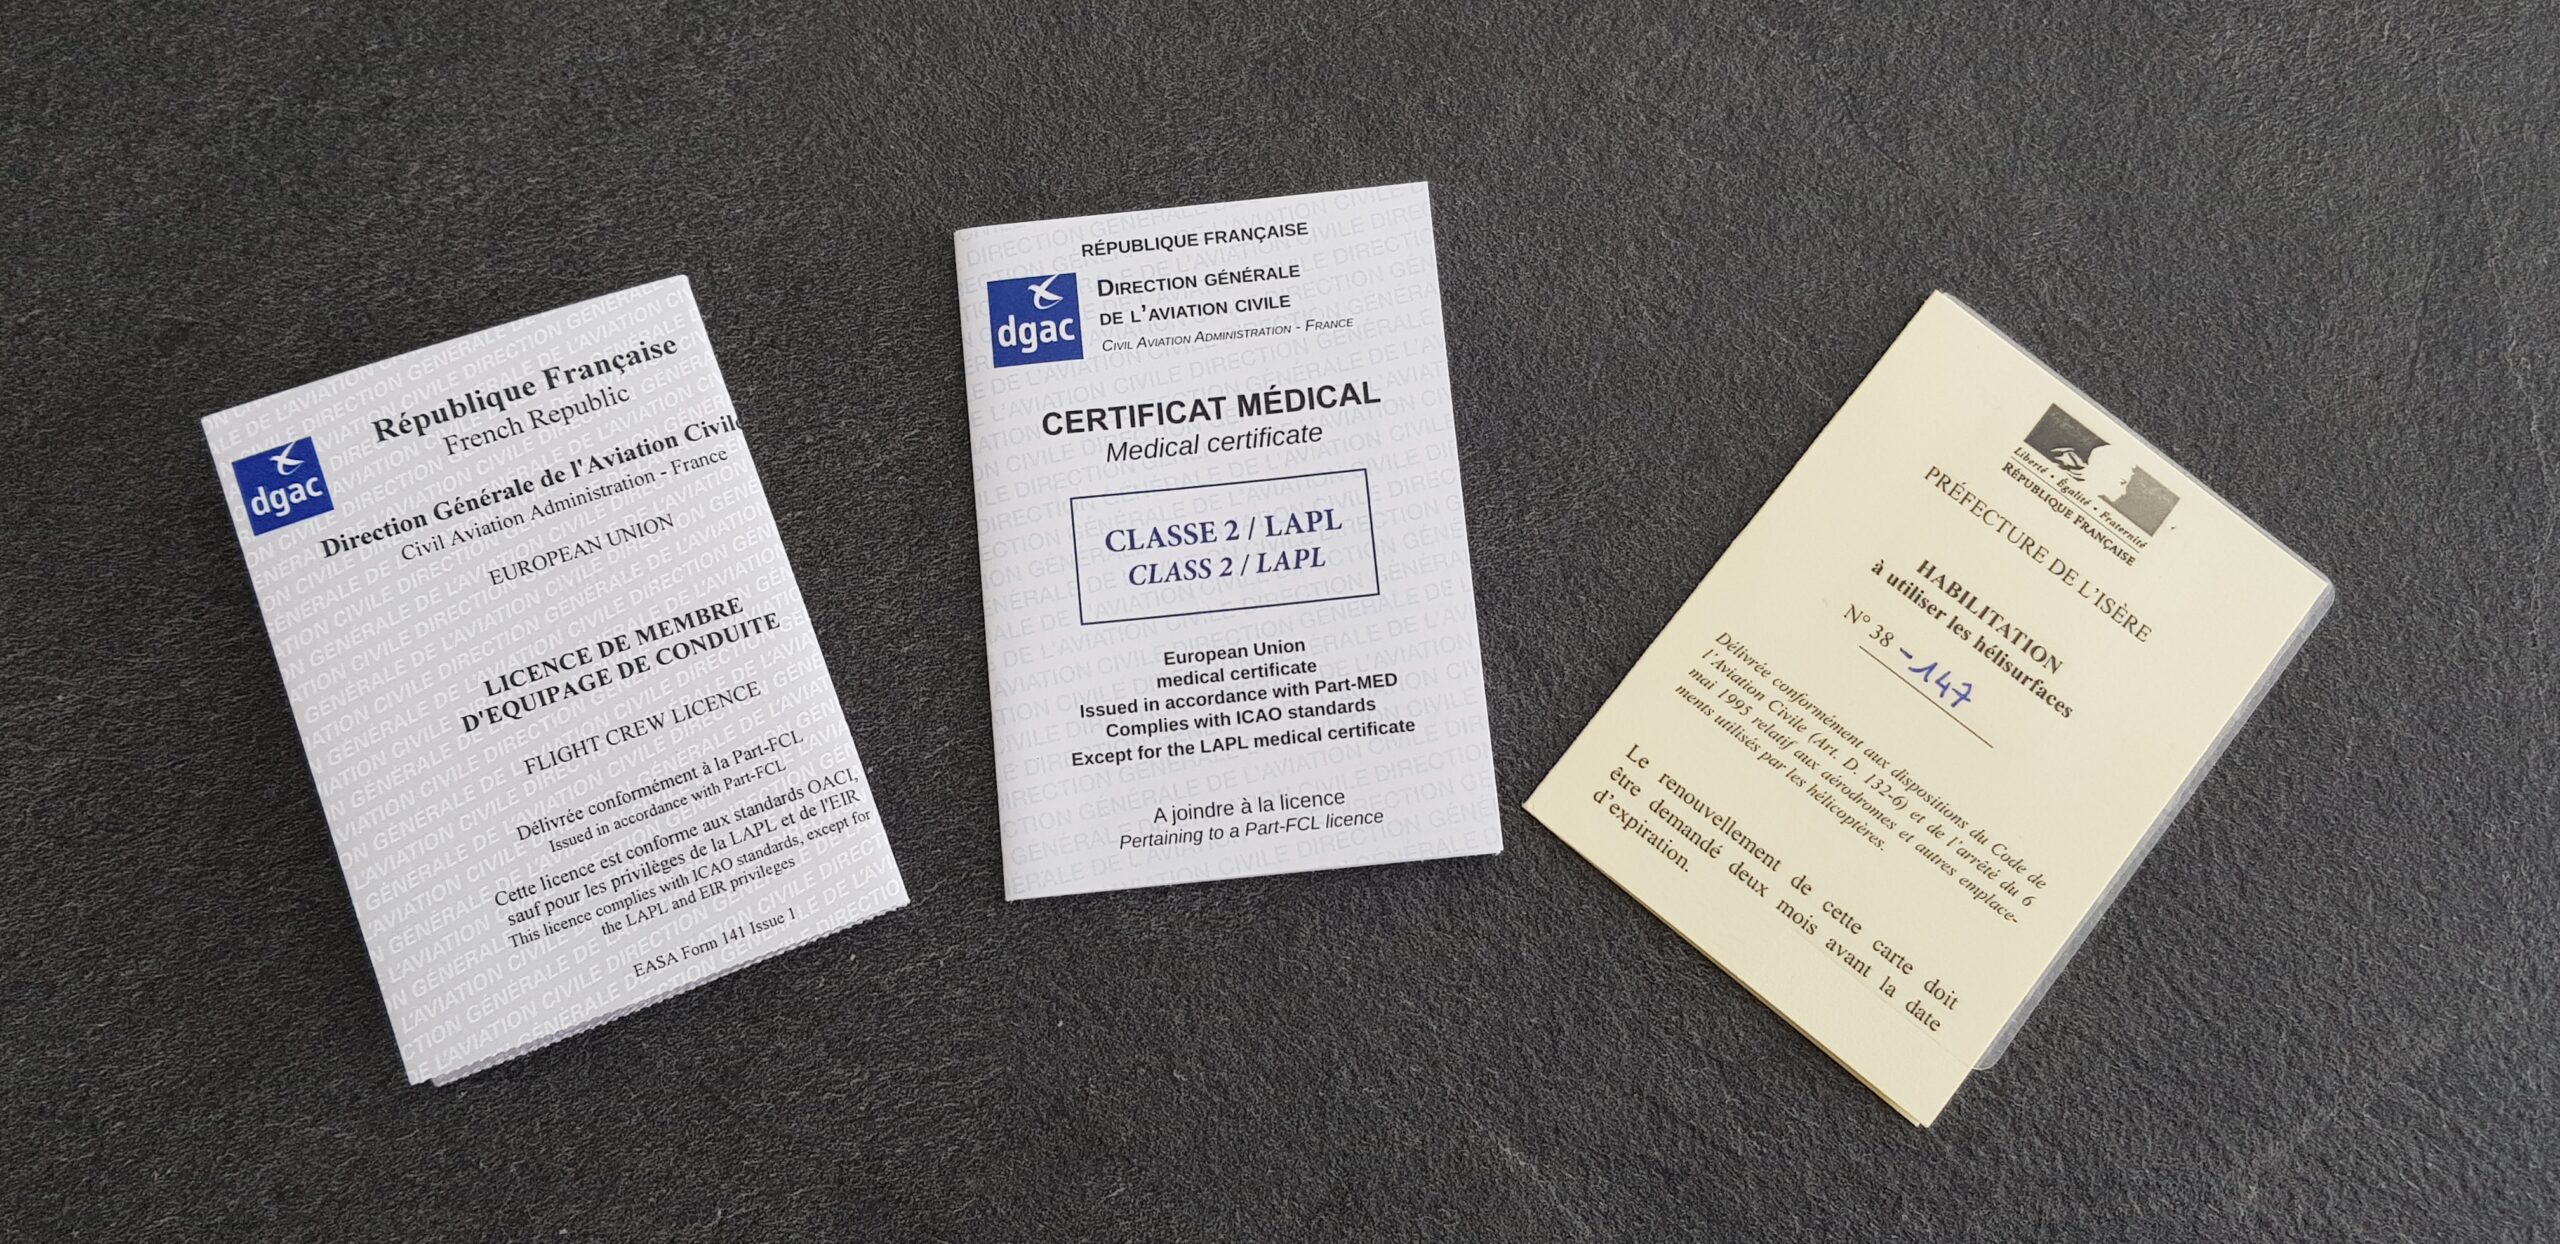 République Française
French Republic
dgac
Direction Générale de l'Aviation Civile
Civil Aviation Administration - France
EUROPEAN UNION
LICENCE DE MEMBRE
D'EQUIPAGE DE CONDUITE
FLIGHT CREW LICENCE
Délivrée conformément à la Part-FCL
Issued in accordance with Part-FCL
Cette licence est conforme aux standards OACI,
sauf pour les privilèges de la LAPL et de l'EIR
This licence complies with ICAO standards, except for
the LAPL and EIR privileges
EASA Form 141 Issue 1
RÉPUBLIQUE FRANÇAISE
dgac
DIRECTION GÉNÉRALE
DE L'AVIATION CIVILE
CIVIL AVIATION ADMINISTRATION - FRANCE
CERTIFICAT MÉDICAL
Medical certificate
CLASSE 2 / LAPL
CLASS 2 / LAPL
European Union
medical certificate
Issued in accordance with Part-MED
Complies with ICAO standards
Except for the LAPL medical certificate
A joindre à la licence
Pertaining to a Part-FCL licence
Liberté • Égalité • Fraternité
RÉPUBLIQUE FRANÇAISE
PRÉFECTURE DE L'ISÈRE
HABILITATION
à utiliser les hélisurfaces
N° 38 -147
Délivrée conformément aux dispositions du Code de
l'Aviation Civile (Art. D. 132-6) et de l'arrêté du 6
mai 1995 relatif aux aérodromes et autres emplace-
ments utilisés par les hélicoptères.
Le renouvellement de cette carte doit
être demandé deux mois avant la date
d'expiration.